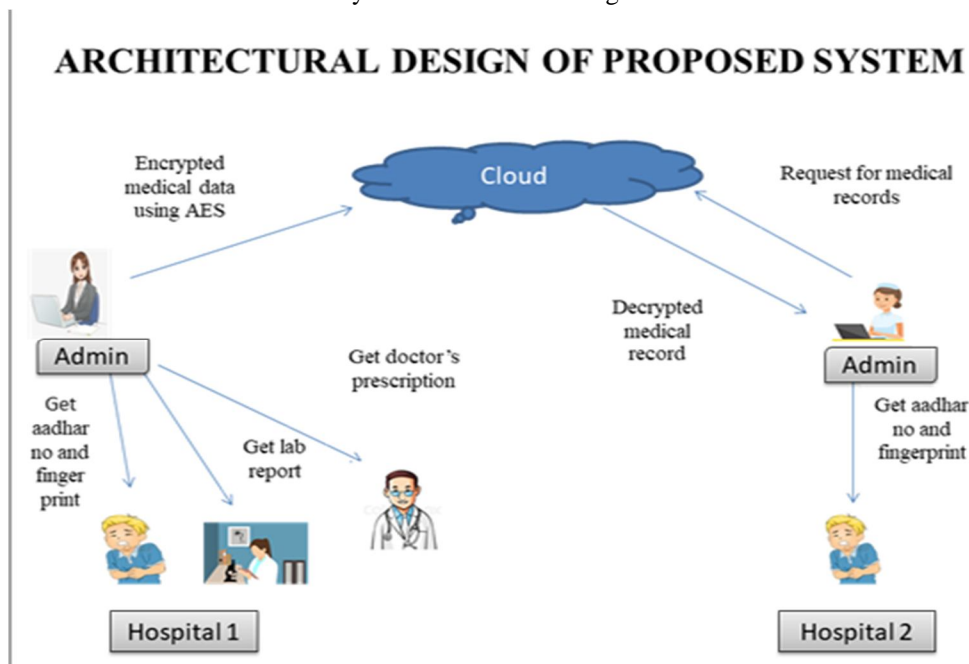 ARCHITECTURAL DESIGN OF PROPOSED SYSTEM
Encrypted
medical data
using AES
Cloud
Request for medical
records
Decrypted
medical
record
Admin
Get doctor's
prescription
Admin
Get
aadhar
no and
finger
print
Get lab
report
Get aadhar
no and
fingerprint
Hospital 1
Hospital 2